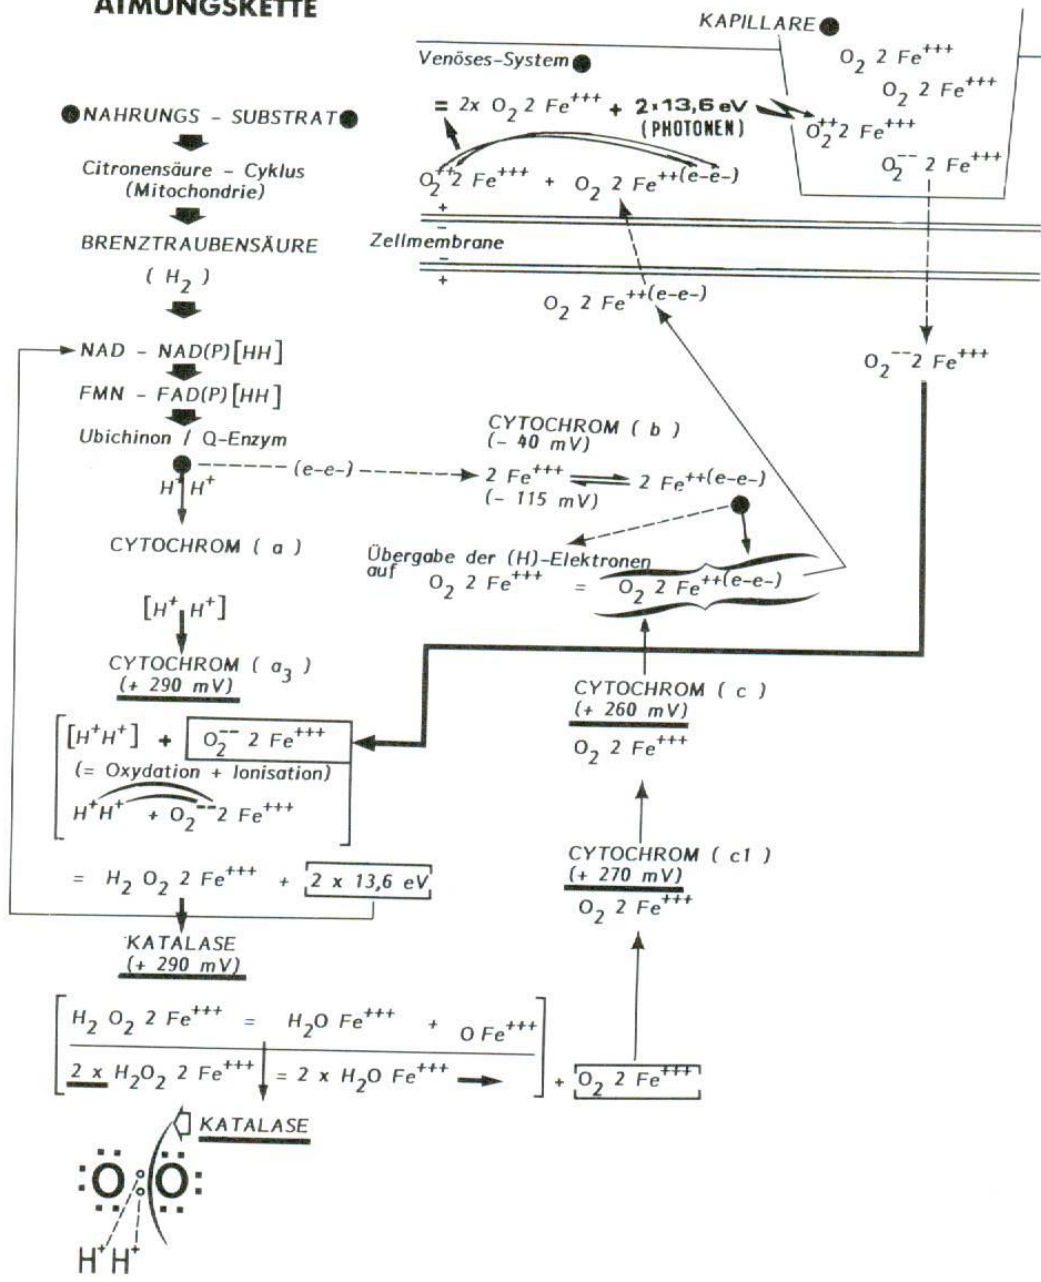 ATMUNGSKETTE
KAPILLARE
O₂ 2 Fe⁺⁺⁺
O₂ 2 Fe⁺⁺⁺
O₂⁺⁺ 2 Fe⁺⁺⁺
O₂⁻⁻ 2 Fe⁺⁺⁺
Venöses-System
= 2x O₂ 2 Fe⁺⁺⁺ + 2x13,6 eV
(PHOTONEN)
O₂⁺⁺ 2 Fe⁺⁺⁺ + O₂ 2 Fe⁺⁺(e-e-)
+
–
Zellmembrane
–
+
O₂ 2 Fe⁺⁺(e-e-)
O₂⁻⁻ 2 Fe⁺⁺⁺
NAHRUNGS - SUBSTRAT
Citronensäure - Cyklus
(Mitochondrie)
BRENZTRAUBENSÄURE
( H₂ )
NAD - NAD(P)[HH]
FMN - FAD(P)[HH]
Ubichinon / Q-Enzym
(e-e-)
H⁺ H⁺
CYTOCHROM ( b )
(- 40 mV)
2 Fe⁺⁺⁺ ⇌ 2 Fe⁺⁺(e-e-)
(- 115 mV)
CYTOCHROM ( a )
Übergabe der (H)-Elektronen
auf O₂ 2 Fe⁺⁺⁺ = O₂ 2 Fe⁺⁺(e-e-)
[H⁺ H⁺]
CYTOCHROM ( a₃ )
(+ 290 mV)
[H⁺H⁺] + O₂⁻⁻ 2 Fe⁺⁺⁺
(= Oxydation + Ionisation)
H⁺H⁺ + O₂⁻⁻ 2 Fe⁺⁺⁺
= H₂ O₂ 2 Fe⁺⁺⁺ + 2 x 13,6 eV
CYTOCHROM ( c )
(+ 260 mV)
O₂ 2 Fe⁺⁺⁺
CYTOCHROM ( c1 )
(+ 270 mV)
O₂ 2 Fe⁺⁺⁺
KATALASE
(+ 290 mV)
H₂ O₂ 2 Fe⁺⁺⁺ = H₂O Fe⁺⁺⁺ + O Fe⁺⁺⁺
2 x H₂O₂ 2 Fe⁺⁺⁺ = 2 x H₂O Fe⁺⁺⁺ → + O₂ 2 Fe⁺⁺⁺
KATALASE
:O:O:
H⁺ H⁺